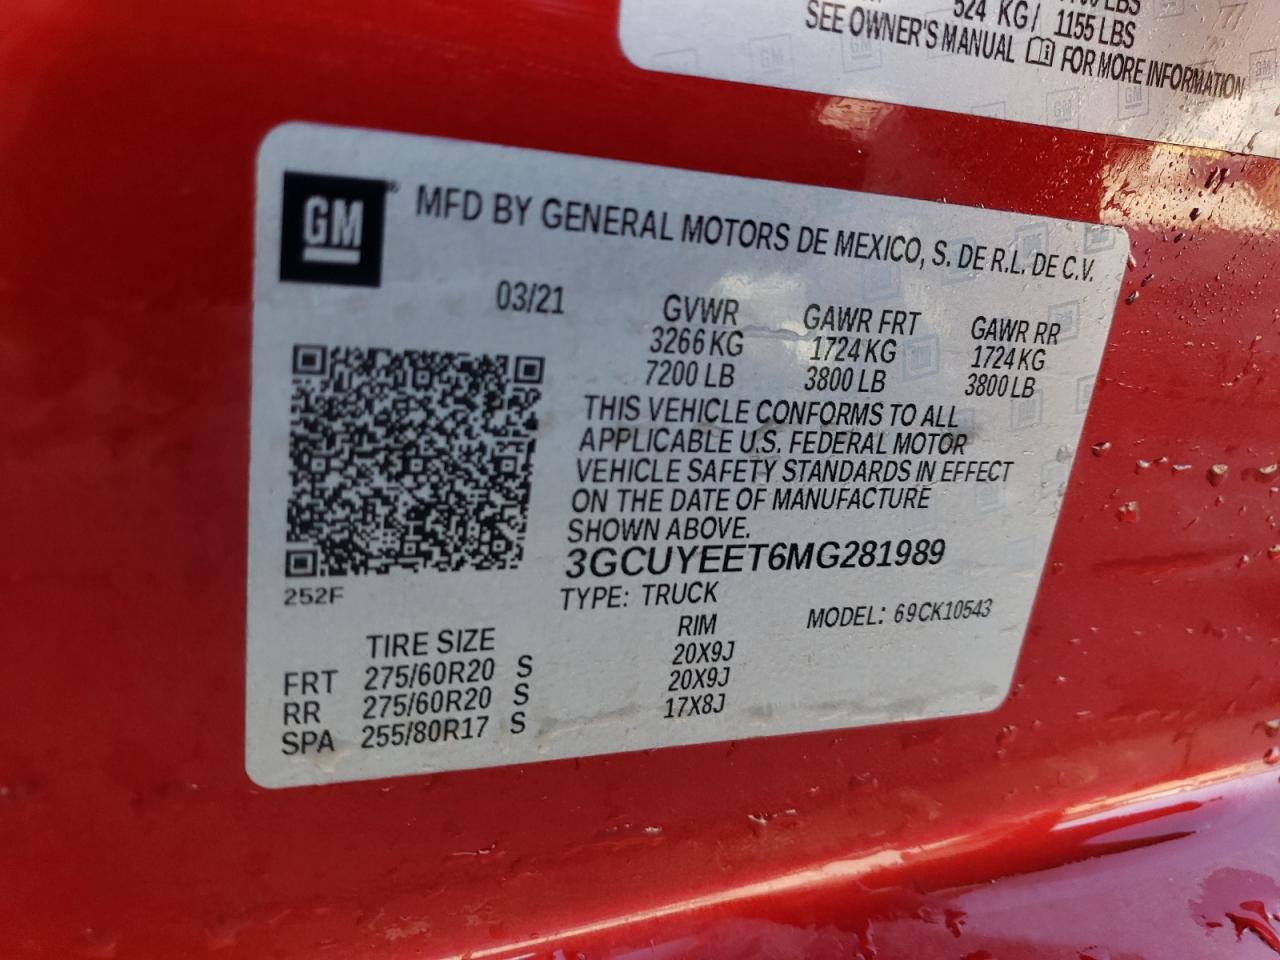 LBS
524 KG/ 1155 LBS
SEE OWNER'S MANUAL FOR MORE INFORMATION
GM
MFD BY GENERAL MOTORS DE MEXICO, S. DE R.L. DE C.V.
03/21 GVWR GAWR FRT GAWR RR
3266 KG 1724 KG 1724 KG
7200 LB 3800 LB 3800 LB
THIS VEHICLE CONFORMS TO ALL
APPLICABLE U.S. FEDERAL MOTOR
VEHICLE SAFETY STANDARDS IN EFFECT
ON THE DATE OF MANUFACTURE
SHOWN ABOVE.
3GCUYEET6MG281989
252F
TYPE: TRUCK MODEL: 69CK10543
TIRE SIZE RIM
FRT 275/60R20 S 20X9J
RR 275/60R20 S 20X9J
SPA 255/80R17 S 17X8J